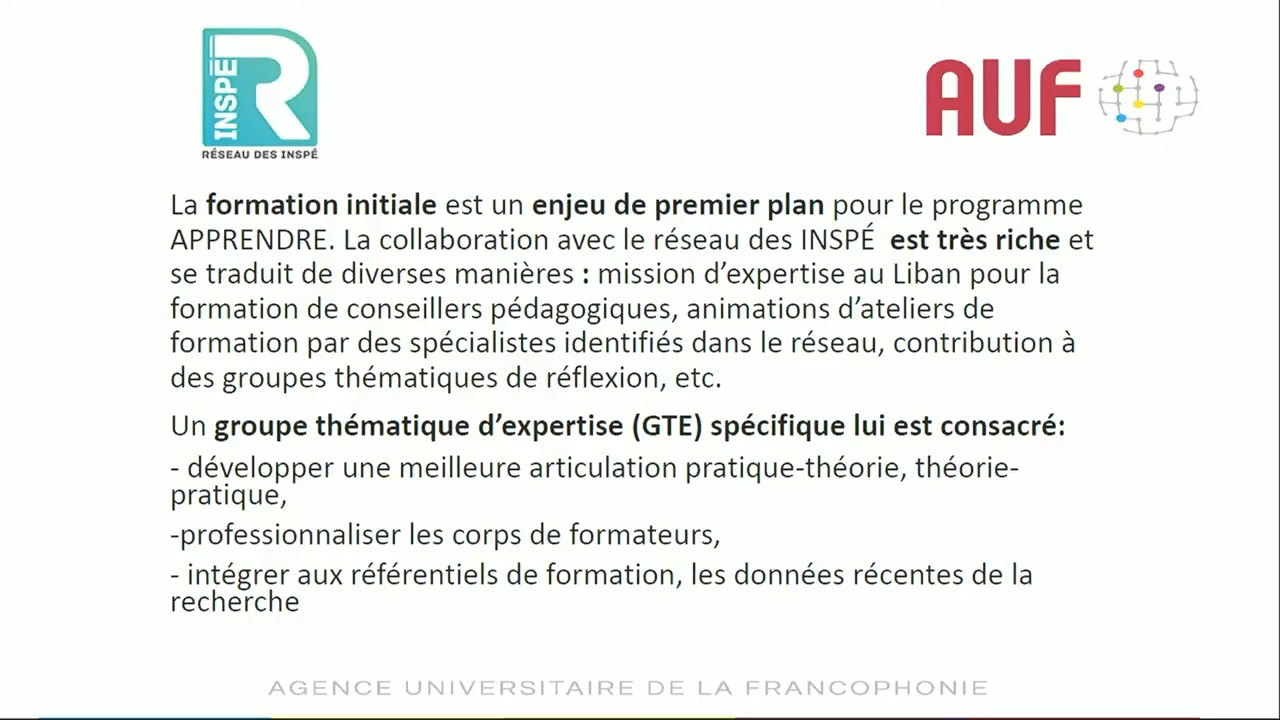 INSPÉ
RÉSEAU DES INSPÉ
AUF
La formation initiale est un enjeu de premier plan pour le programme
APPRENDRE. La collaboration avec le réseau des INSPÉ est très riche et
se traduit de diverses manières : mission d’expertise au Liban pour la
formation de conseillers pédagogiques, animations d’ateliers de
formation par des spécialistes identifiés dans le réseau, contribution à
des groupes thématiques de réflexion, etc.
Un groupe thématique d’expertise (GTE) spécifique lui est consacré:
- développer une meilleure articulation pratique-théorie, théorie-
pratique,
-professionnaliser les corps de formateurs,
- intégrer aux référentiels de formation, les données récentes de la
recherche
AGENCE UNIVERSITAIRE DE LA FRANCOPHONIE